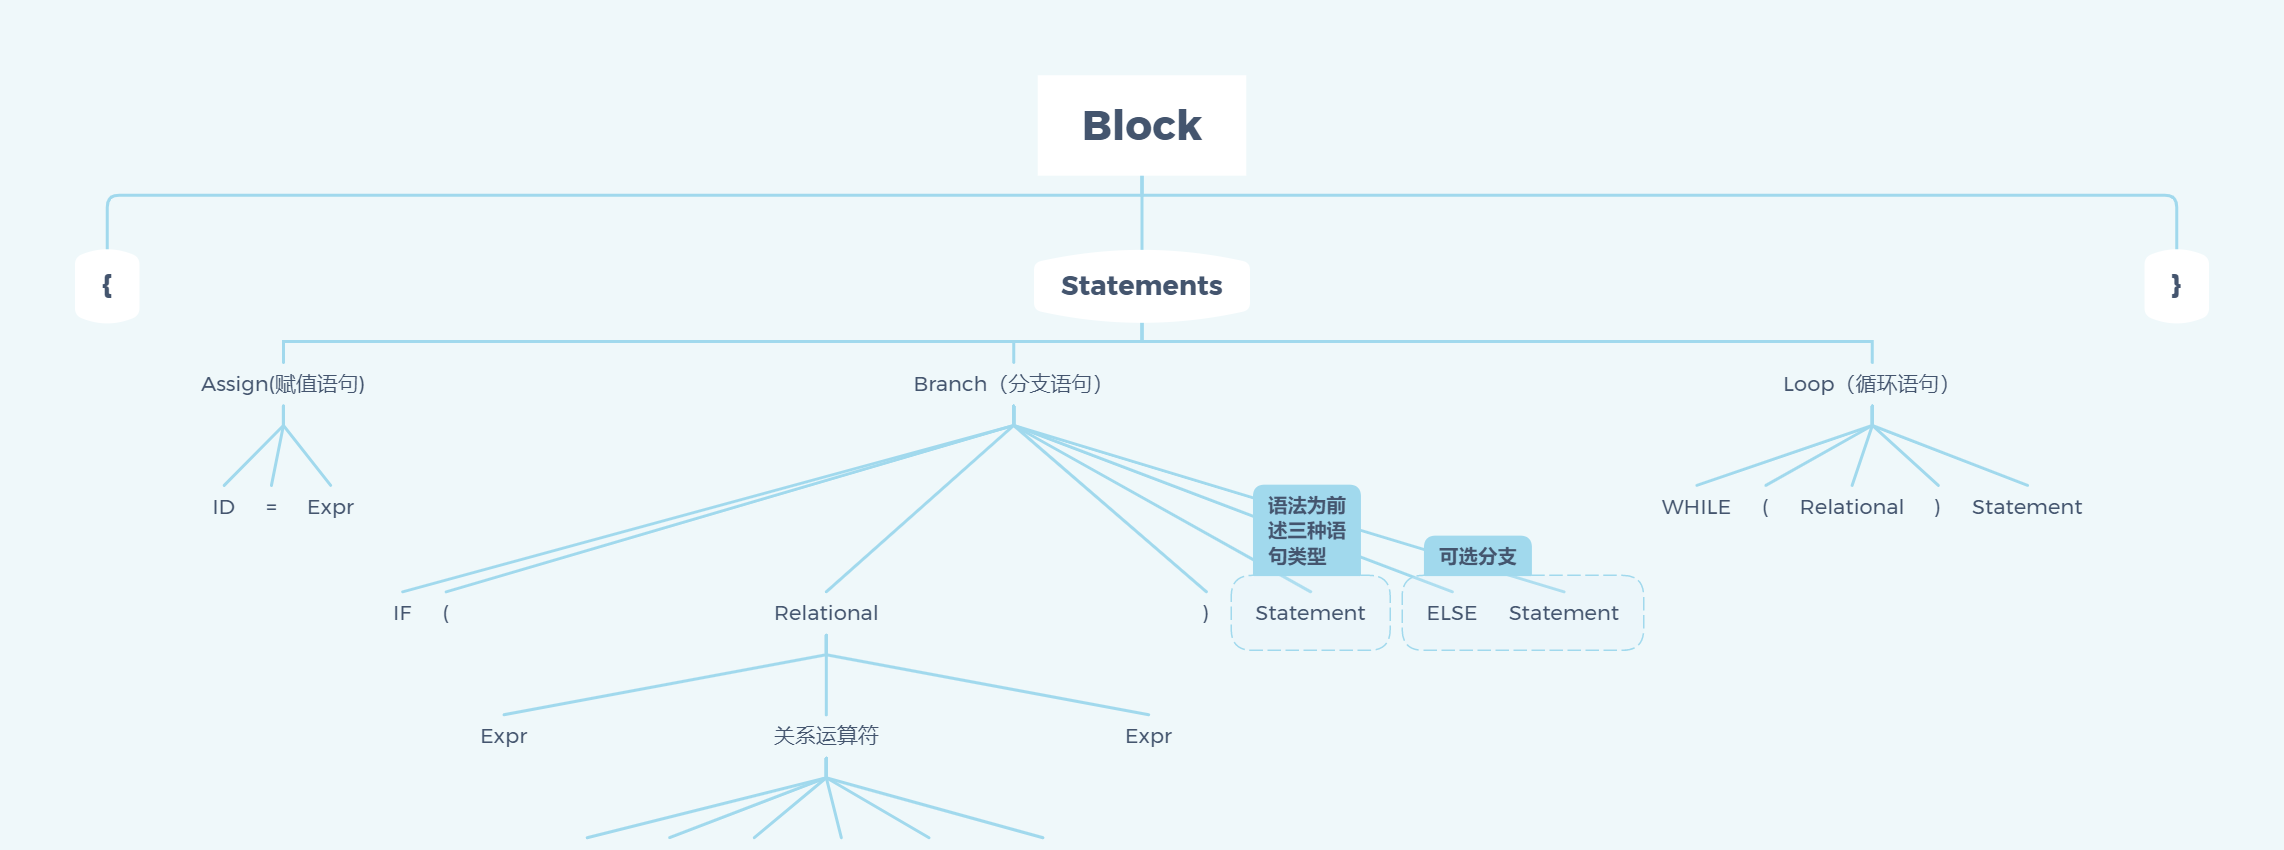 Block
{
Statements
}
Assign(赋值语句)
Branch（分支语句）
Loop（循环语句）
ID = Expr
WHILE ( Relational ) Statement
语法为前
述三种语
句类型
可选分支
IF ( Relational ) Statement ELSE Statement
Expr 关系运算符 Expr